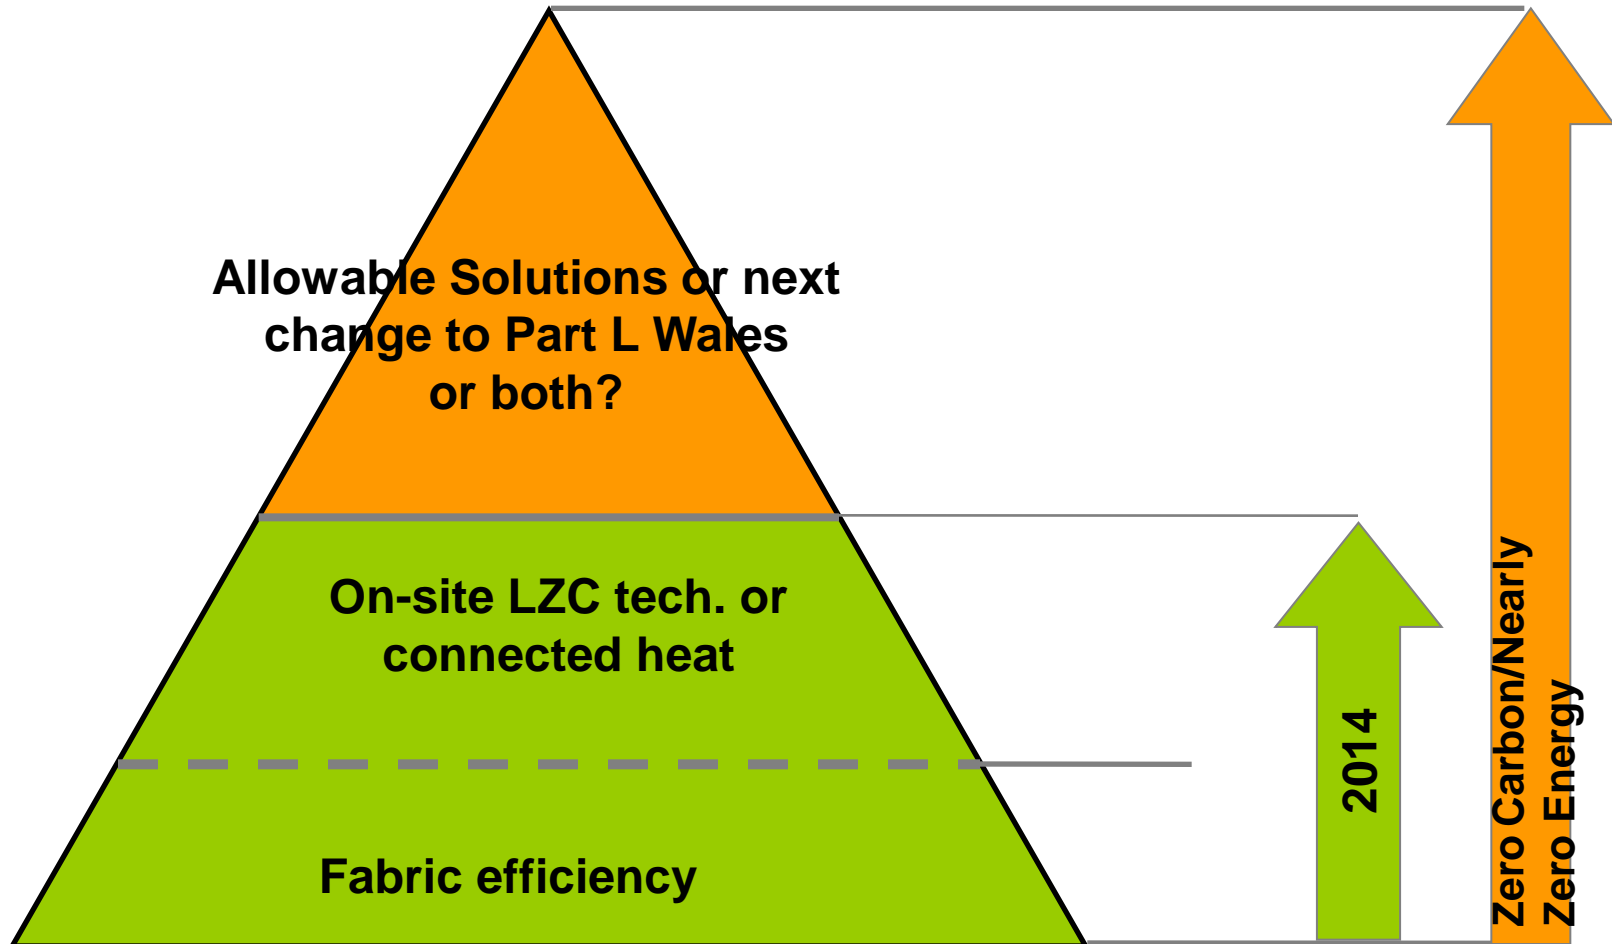 Allowable Solutions or next
change to Part L Wales
or both?
On-site LZC tech. or
connected heat
Fabric efficiency
2014
Zero Carbon/Nearly
Zero Energy